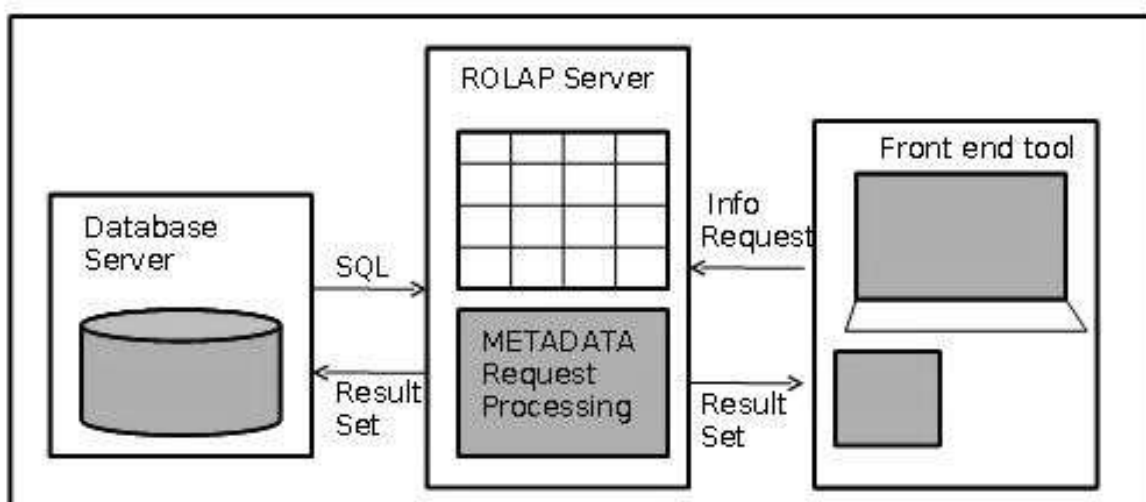 ROLAP Server
Front end tool
Database
Server
SQL
Info
Request
METADATA
Request
Processing
Result
Set
Result
Set